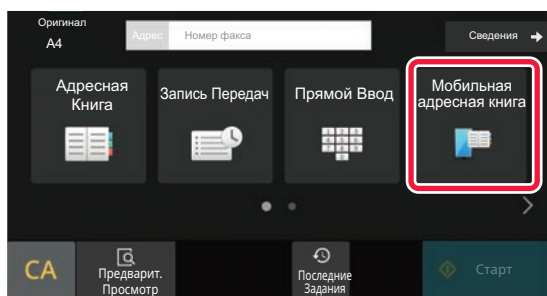 Оригинал
A4
Адрес
Номер факса
Сведения
Адресная
Книга
Запись Передач
Прямой Ввод
Мобильная
адресная книга
CA
Предварит.
Просмотр
Последние
Задания
Старт